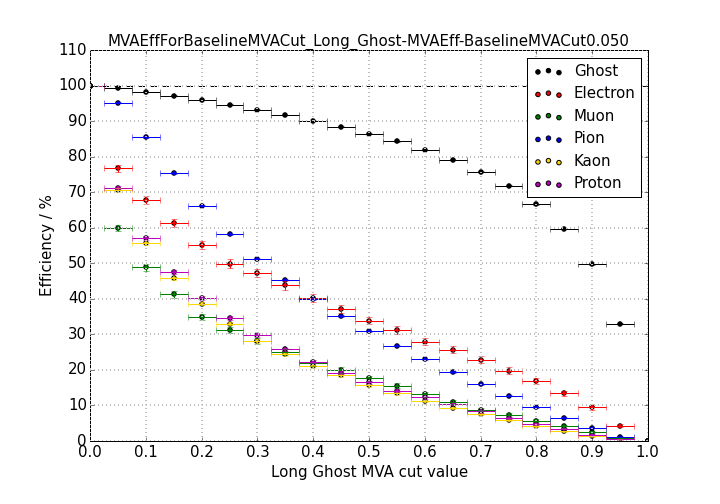 MVAEffForBaselineMVACut_Long_Ghost-MVAEff-BaselineMVACut0.050
110
100
90
80
70
60
50
40
30
20
10
0
Efficiency / %
Ghost
Electron
Muon
Pion
Kaon
Proton
0.0 0.1 0.2 0.3 0.4 0.5 0.6 0.7 0.8 0.9 1.0
Long Ghost MVA cut value